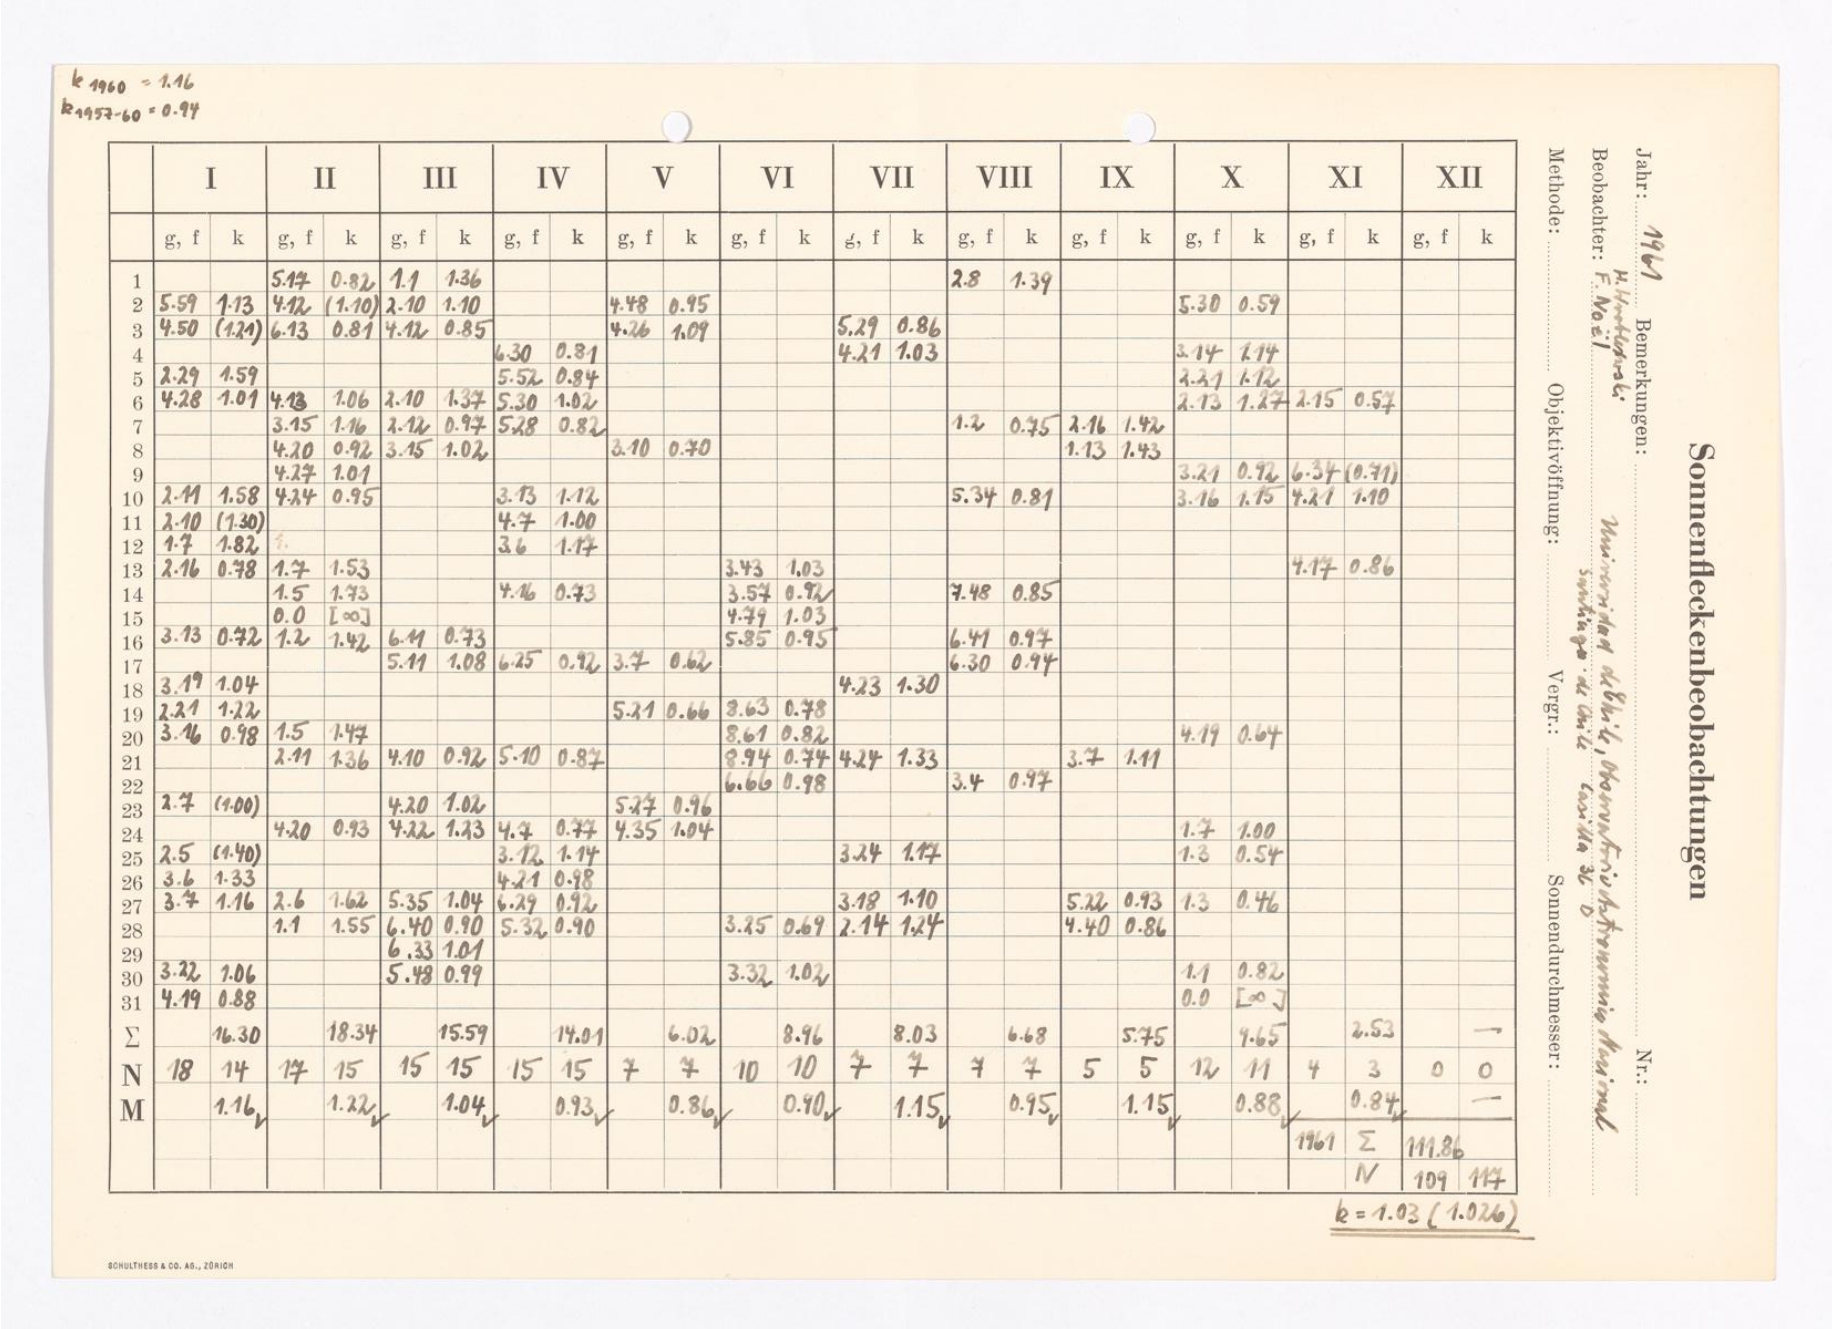 k 1960 = 1.16
k 1957-60 = 0.94
I II III IV V VI VII VIII IX X XI XII
g, f k g, f k g, f k g, f k g, f k g, f k g, f k g, f k g, f k g, f k g, f k g, f k
1 5.17 0.82 1.1 1.36 2.8 1.39
2 5.59 1.13 4.12 (1.10) 2.10 1.10 4.48 0.95 5.30 0.59
3 4.50 (1.21) 6.13 0.81 4.12 0.85 4.26 1.09 5.29 0.86
4 6.30 0.81 4.21 1.03 3.14 1.14
5 2.29 1.59 5.52 0.84 2.21 1.12
6 4.28 1.01 4.13 1.06 2.10 1.37 5.30 1.02 2.13 1.27 2.15 0.57
7 3.15 1.16 2.12 0.97 5.28 0.82 1.2 0.75 2.16 1.42
8 4.20 0.92 3.15 1.02 3.10 0.70 1.13 1.43
9 4.27 1.01 3.21 0.92 6.34 (0.71)
10 2.11 1.58 4.24 0.95 3.13 1.12 5.34 0.81 3.16 1.15 4.21 1.10
11 2.10 (1.30) 4.7 1.00
12 1.7 1.82 1. 3.6 1.17
13 2.16 0.78 1.7 1.53 3.43 1.03 4.17 0.86
14 1.5 1.73 4.16 0.73 3.57 0.92 7.48 0.85
15 0.0 [∞] 4.79 1.03
16 3.13 0.72 1.2 1.42 6.11 0.73 5.85 0.95 6.41 0.97
17 5.11 1.08 6.25 0.92 3.7 0.62 6.30 0.94
18 3.19 1.04 4.23 1.30
19 2.21 1.22 5.21 0.66 8.63 0.78
20 3.16 0.98 1.5 1.47 8.61 0.82 4.19 0.64
21 2.11 1.36 4.10 0.92 5.10 0.87 8.94 0.74 4.24 1.33 3.7 1.11
22 6.66 0.98 3.4 0.97
23 2.7 (1.00) 4.20 1.02 5.27 0.96
24 4.20 0.93 4.22 1.23 4.7 0.77 4.35 1.04 1.7 1.00
25 2.5 (1.40) 3.12 1.14 3.24 1.17 1.3 0.54
26 3.6 1.33 4.21 0.98
27 3.7 1.16 2.6 1.62 5.35 1.04 6.29 0.92 3.18 1.10 5.22 0.93 1.3 0.46
28 1.1 1.55 6.40 0.90 5.32 0.90 3.25 0.69 2.14 1.24 4.40 0.86
29 6.33 1.01
30 3.22 1.06 5.48 0.99 3.32 1.02 1.1 0.82
31 4.19 0.88 0.0 [∞]
Σ 16.30 18.34 15.59 14.01 6.02 8.96 8.03 6.68 5.75 9.65 2.53 —
N 18 14 17 15 15 15 15 15 7 7 10 10 7 7 7 7 5 5 12 11 4 3 0 0
M 1.16 1.22 1.04 0.93 0.86 0.90 1.15 0.95 1.15 0.88 0.84 —
1961 Σ 111.86
N 109 117
k = 1.03 (1.026)
SCHULTHESS & CO. AG., ZÜRICH
Sonnenfleckenbeobachtungen
Jahr: 1961 Bemerkungen: Nr.:
Beobachter: H. Wroblewski
F. Noël
Universidad de Chile, Observatorio Astronomico Nacional
Santiago de Chile Casilla 36 D
Methode: Objektivöffnung: Vergr.: Sonnendurchmesser: